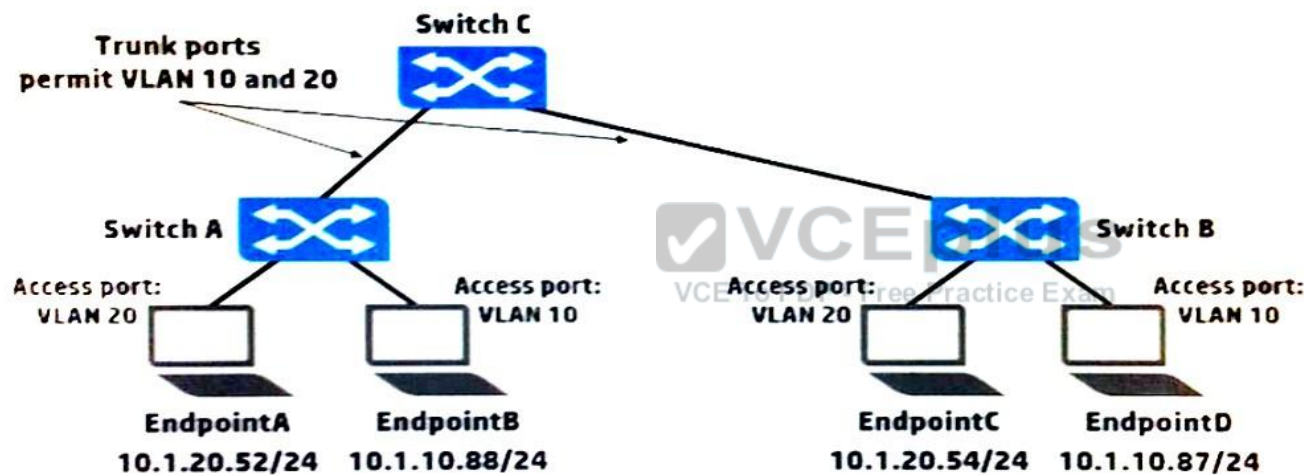 Switch C
Trunk ports
permit VLAN 10 and 20
Switch A
VCEplus
Switch B
Access port:
VLAN 20
Access port:
VLAN 10
Access port:
VLAN 20
VCE To PDF - Free Practice Exam
Access port:
VLAN 10
EndpointA
10.1.20.52/24
EndpointB
10.1.10.88/24
EndpointC
10.1.20.54/24
EndpointD
10.1.10.87/24